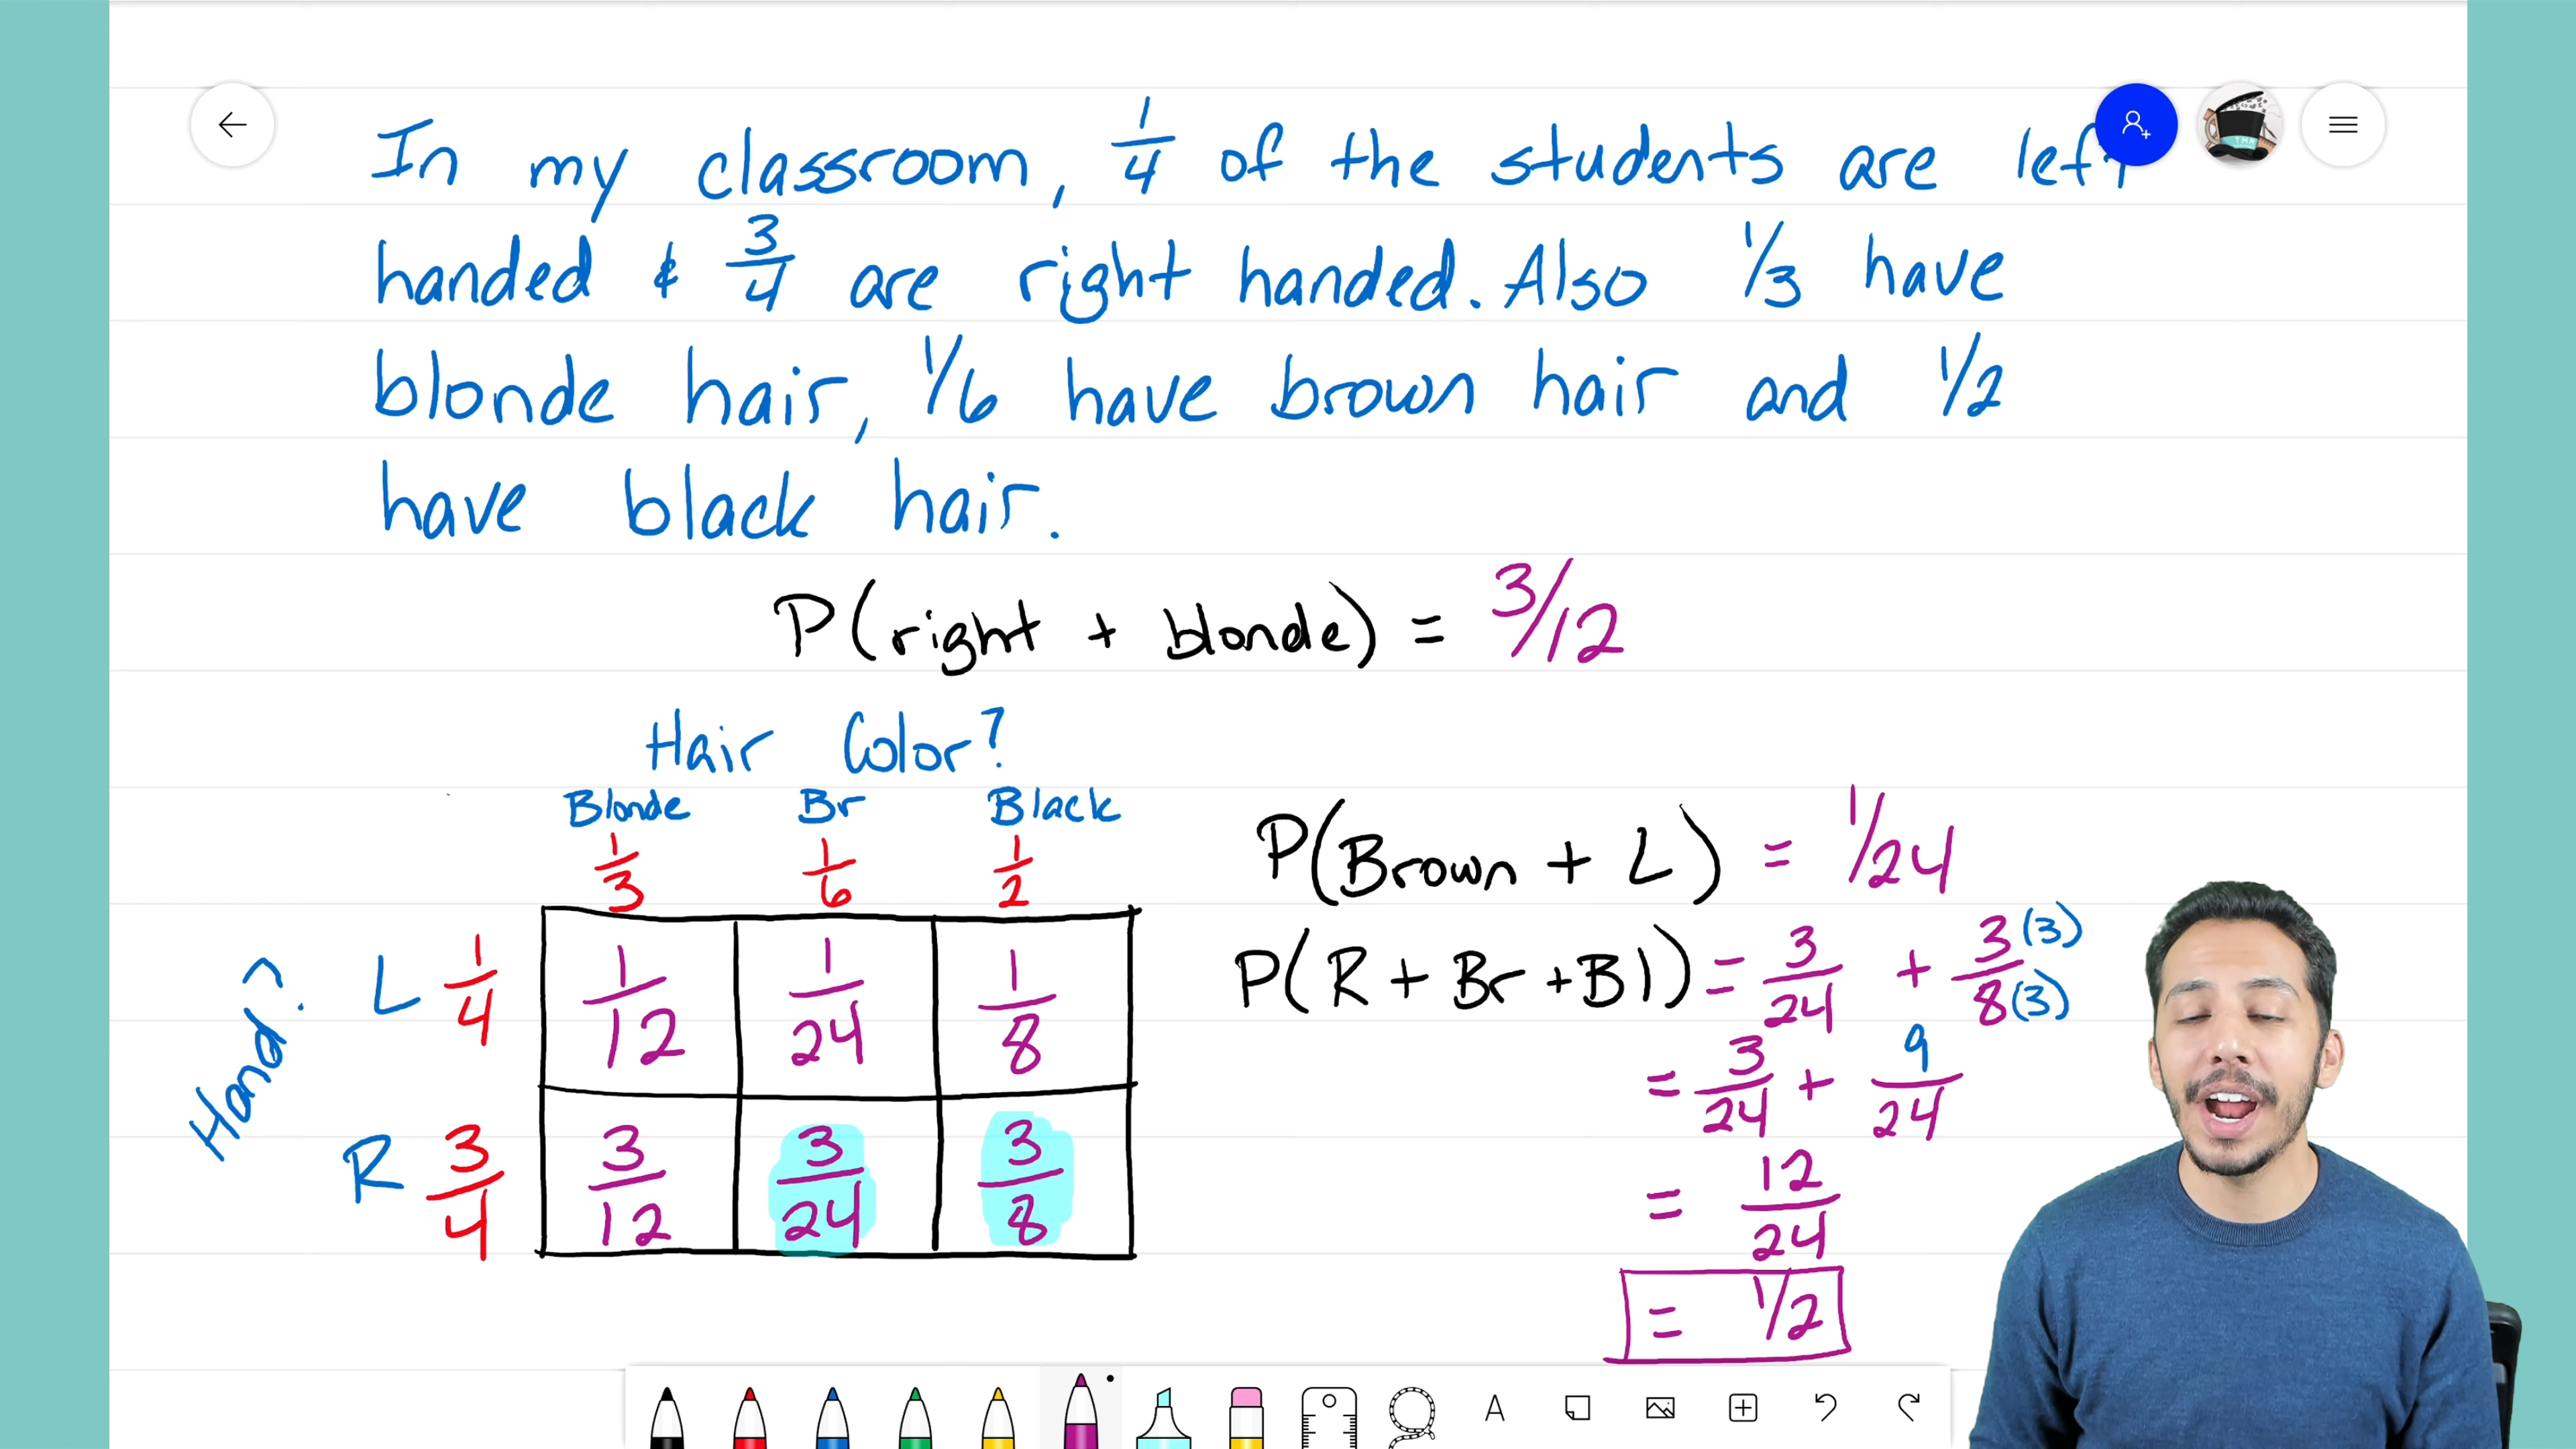 In my classroom, 1/4 of the students are left
handed & 3/4 are right handed. Also 1/3 have
blonde hair, 1/6 have brown hair and 1/2
have black hair.
P(right + blonde) = 3/12
Hair Color?
Blonde Br Black
1/3 1/6 1/2
Hand?
L 1/4 1/12 1/24 1/8
R 3/4 3/12 3/24 3/8
P(Brown + L) = 1/24
P(R + Br + Bl) = 3/24 + 3(3)/8(3)
= 3/24 + 9/24
= 12/24
= 1/2
A